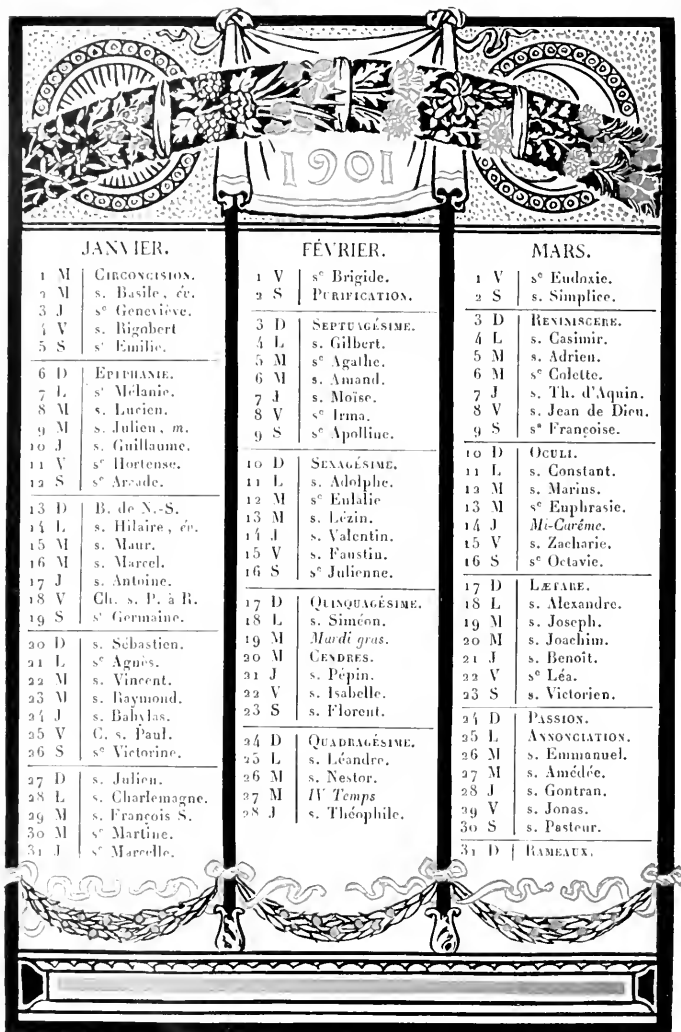 1901
JANVIER.
1 M CIRCONCISION.
2 M s. Basile, év.
3 J sᵉ Geneviève.
4 V s. Rigobert
5 S sᵉ Emilie.
6 D EPIPHANIE.
7 L sᵉ Mélanie.
8 M s. Lucien.
9 M s. Julien, m.
10 J s. Guillaume.
11 V sᵉ Hortense.
12 S sᵉ Arcade.
13 D B. de N.-S.
14 L s. Hilaire, év.
15 M s. Maur.
16 M s. Marcel.
17 J s. Antoine.
18 V Ch. s. P. à R.
19 S sᵉ Germaine.
20 D s. Sébastien.
21 L sᵉ Agnès.
22 M s. Vincent.
23 M s. Raymond.
24 J s. Babylas.
25 V C. s. Paul.
26 S sᵉ Victorine.
27 D s. Julien.
28 L s. Charlemagne.
29 M s. François S.
30 M sᵉ Martine.
31 J sᵉ Marcelle.
FÉVRIER.
1 V sᵉ Brigide.
2 S PURIFICATION.
3 D SEPTUAGÉSIME.
4 L s. Gilbert.
5 M sᵉ Agathe.
6 M s. Amand.
7 J s. Moïse.
8 V sᵉ Irma.
9 S sᵉ Apolline.
10 D SEXAGÉSIME.
11 L s. Adolphe.
12 M sᵉ Eulalie
13 M s. Lézin.
14 J s. Valentin.
15 V s. Faustin.
16 S sᵉ Julienne.
17 D QUINQUAGÉSIME.
18 L s. Siméon.
19 M Mardi gras.
20 M CENDRES.
21 J s. Pépin.
22 V s. Isabelle.
23 S s. Florent.
24 D QUADRAGÉSIME.
25 L s. Léandre.
26 M s. Nestor.
27 M IV Temps
28 J s. Théophile.
MARS.
1 V sᵉ Eudoxie.
2 S s. Simplice.
3 D REMINISCERE.
4 L s. Casimir.
5 M s. Adrien.
6 M sᵉ Colette.
7 J s. Th. d'Aquin.
8 V s. Jean de Dieu.
9 S sᵉ Françoise.
10 D OCULI.
11 L s. Constant.
12 M s. Marius.
13 M sᵉ Euphrasie.
14 J Mi-Carême.
15 V s. Zacharie.
16 S sᵉ Octavie.
17 D LÆTARE.
18 L s. Alexandre.
19 M s. Joseph.
20 M s. Joachim.
21 J s. Benoît.
22 V sᵉ Léa.
23 S s. Victorien.
24 D PASSION.
25 L ANNONCIATION.
26 M s. Emmanuel.
27 M s. Amédée.
28 J s. Gontran.
29 V s. Jonas.
30 S s. Pasteur.
31 D RAMEAUX.